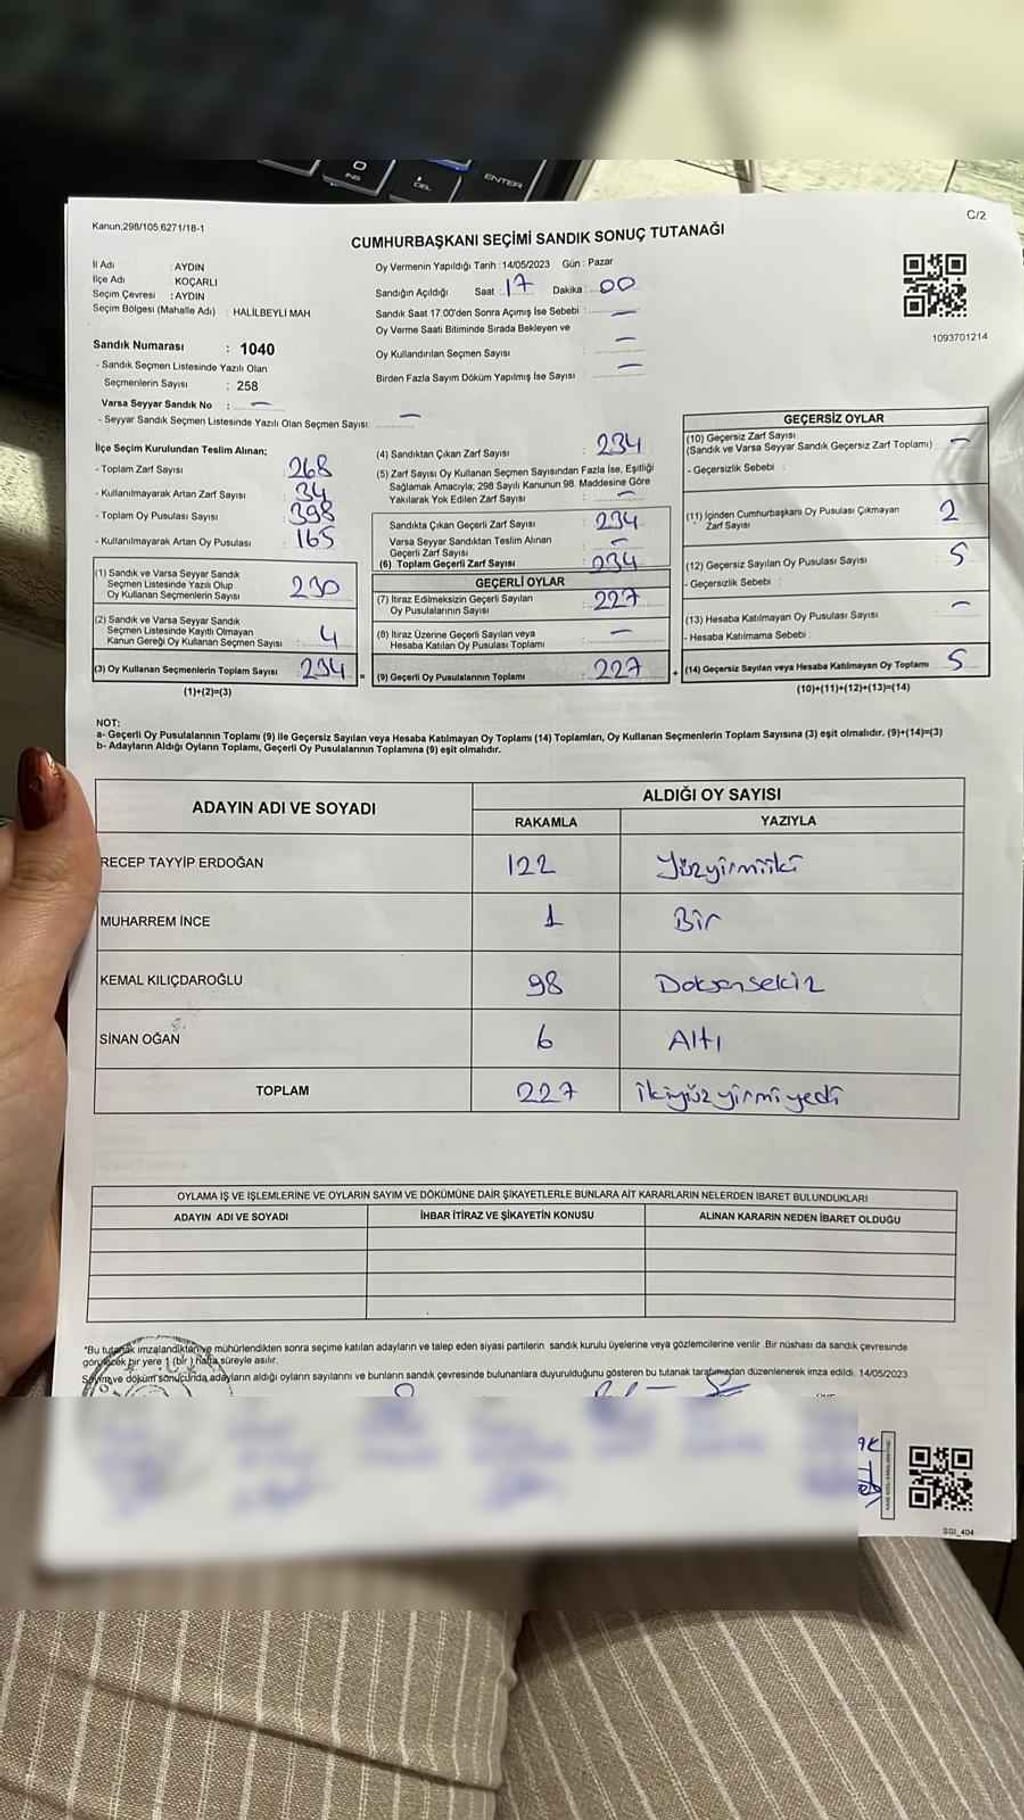 O
INS
DEL
ENTER
Kanun:298/105,6271/18-1
C/2
CUMHURBAŞKANI SEÇİMİ SANDIK SONUÇ TUTANAĞI
İl Adı : AYDIN
İlçe Adı : KOÇARLI
Seçim Çevresi : AYDIN
Seçim Bölgesi (Mahalle Adı) : HALİLBEYLİ MAH
Sandık Numarası : 1040
- Sandık Seçmen Listesinde Yazılı Olan
Seçmenlerin Sayısı : 258
Varsa Seyyar Sandık No : —
- Seyyar Sandık Seçmen Listesinde Yazılı Olan Seçmen Sayısı: —
Oy Vermenin Yapıldığı Tarih : 14/05/2023 Gün : Pazar
Sandığın Açıldığı Saat : 17 Dakika : 00
Sandık Saat 17.00'den Sonra Açımış İse Sebebi : —
Oy Verme Saati Bitiminde Sırada Bekleyen ve
Oy Kullandırılan Seçmen Sayısı : —
Birden Fazla Sayım Döküm Yapılmış İse Sayısı : —
1093701214
İlçe Seçim Kurulundan Teslim Alınan;
- Toplam Zarf Sayısı : 268
- Kullanılmayarak Artan Zarf Sayısı : 34
- Toplam Oy Pusulası Sayısı : 398
- Kullanılmayarak Artan Oy Pusulası : 165
(1) Sandık ve Varsa Seyyar Sandık
Seçmen Listesinde Yazılı Olup
Oy Kullanan Seçmenlerin Sayısı : 230
(2) Sandık ve Varsa Seyyar Sandık
Seçmen Listesinde Kayıtlı Olmayan
Kanun Gereği Oy Kullanan Seçmen Sayısı : 4
(3) Oy Kullanan Seçmenlerin Toplam Sayısı : 234 =
(1)+(2)=(3)
(4) Sandıktan Çıkan Zarf Sayısı : 234
(5) Zarf Sayısı Oy Kullanan Seçmen Sayısından Fazla İse, Eşitliği
Sağlamak Amacıyla; 298 Sayılı Kanunun 98. Maddesine Göre
Yakılarak Yok Edilen Zarf Sayısı : —
Sandıkta Çıkan Geçerli Zarf Sayısı : 234
Varsa Seyyar Sandıktan Teslim Alınan
Geçerli Zarf Sayısı : —
(6) Toplam Geçerli Zarf Sayısı : 234
GEÇERLİ OYLAR
(7) İtiraz Edilmeksizin Geçerli Sayılan
Oy Pusulalarının Sayısı : 227
(8) İtiraz Üzerine Geçerli Sayılan veya
Hesaba Katılan Oy Pusulası Toplamı : —
(9) Geçerli Oy Pusulalarının Toplamı : 227 +
GEÇERSİZ OYLAR
(10) Geçersiz Zarf Sayısı
(Sandık ve Varsa Seyyar Sandık Geçersiz Zarf Toplamı) : —
- Geçersizlik Sebebi :
(11) İçinden Cumhurbaşkanı Oy Pusulası Çıkmayan
Zarf Sayısı : 2
(12) Geçersiz Sayılan Oy Pusulası Sayısı : 5
- Geçersizlik Sebebi :
(13) Hesaba Katılmayan Oy Pusulası Sayısı : —
- Hesaba Katılmama Sebebi :
(14) Geçersiz Sayılan veya Hesaba Katılmayan Oy Toplamı : 5
(10)+(11)+(12)+(13)=(14)
NOT:
a- Geçerli Oy Pusulalarının Toplamı (9) ile Geçersiz Sayılan veya Hesaba Katılmayan Oy Toplamı (14) Toplamları, Oy Kullanan Seçmenlerin Toplam Sayısına (3) eşit olmalıdır. (9)+(14)=(3)
b- Adayların Aldığı Oyların Toplamı, Geçerli Oy Pusulalarının Toplamına (9) eşit olmalıdır.
ADAYIN ADI VE SOYADI
ALDIĞI OY SAYISI
RAKAMLA YAZIYLA
RECEP TAYYİP ERDOĞAN 122 Yüzyirmiiki
MUHARREM İNCE 1 Bir
KEMAL KILIÇDAROĞLU 98 Doksansekiz
SİNAN OĞAN 6 Altı
TOPLAM 227 ikiyüzyirmiyedi
OYLAMA İŞ VE İŞLEMLERİNE VE OYLARIN SAYIM VE DÖKÜMÜNE DAİR ŞİKAYETLERLE BUNLARA AİT KARARLARIN NELERDEN İBARET BULUNDUKLARI
ADAYIN ADI VE SOYADI İHBAR İTİRAZ VE ŞİKAYETİN KONUSU ALINAN KARARIN NEDEN İBARET OLDUĞU
*Bu tutanak imzalandıktan ve mühürlendikten sonra seçime katılan adayların ve talep eden siyasi partilerin sandık kurulu üyelerine veya gözlemcilerine verilir. Bir nüshası da sandık çevresinde
görülecek bir yere 1 (bir) hafta süreyle asılır.
Sayım ve döküm sonucunda adayların aldığı oyların sayılarını ve bunların sandık çevresinde bulunanlara duyurulduğunu gösteren bu tutanak tarafımızdan düzenlenerek imza edildi. 14/05/2023
SGI_404